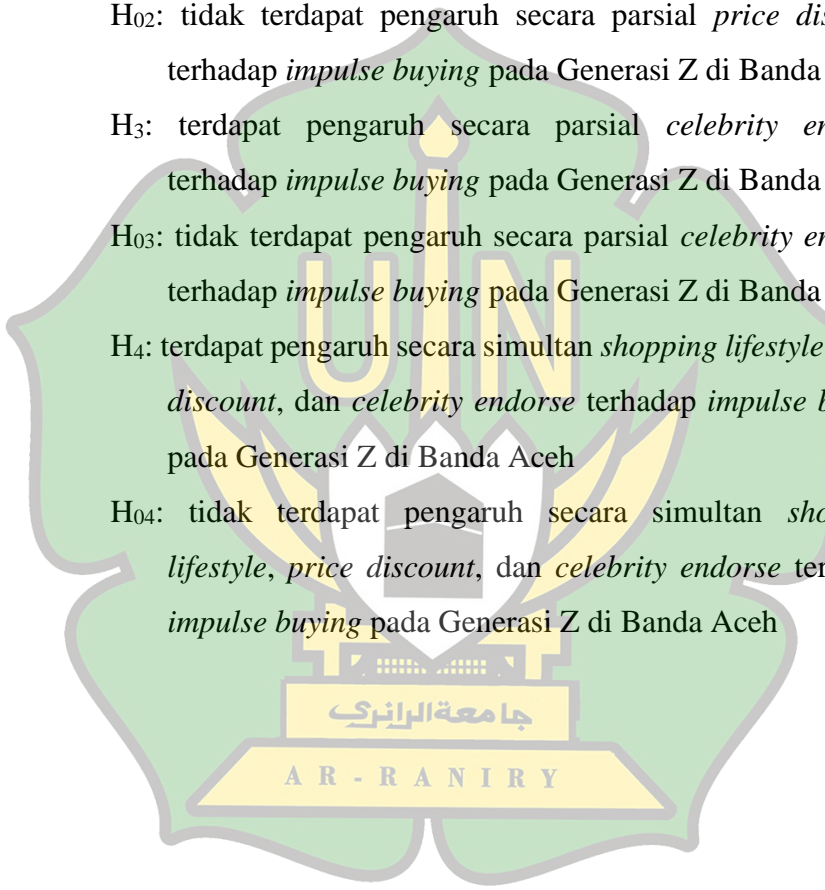 H02: tidak terdapat pengaruh secara parsial price dis
terhadap impulse buying pada Generasi Z di Banda
H3: terdapat pengaruh secara parsial celebrity en
terhadap impulse buying pada Generasi Z di Banda
H03: tidak terdapat pengaruh secara parsial celebrity en
terhadap impulse buying pada Generasi Z di Banda
H4: terdapat pengaruh secara simultan shopping lifestyle
discount, dan celebrity endorse terhadap impulse b
pada Generasi Z di Banda Aceh
H04: tidak terdapat pengaruh secara simultan sho
lifestyle, price discount, dan celebrity endorse ter
impulse buying pada Generasi Z di Banda Aceh
UIN
جامعة الرانري
AR-RANIRY